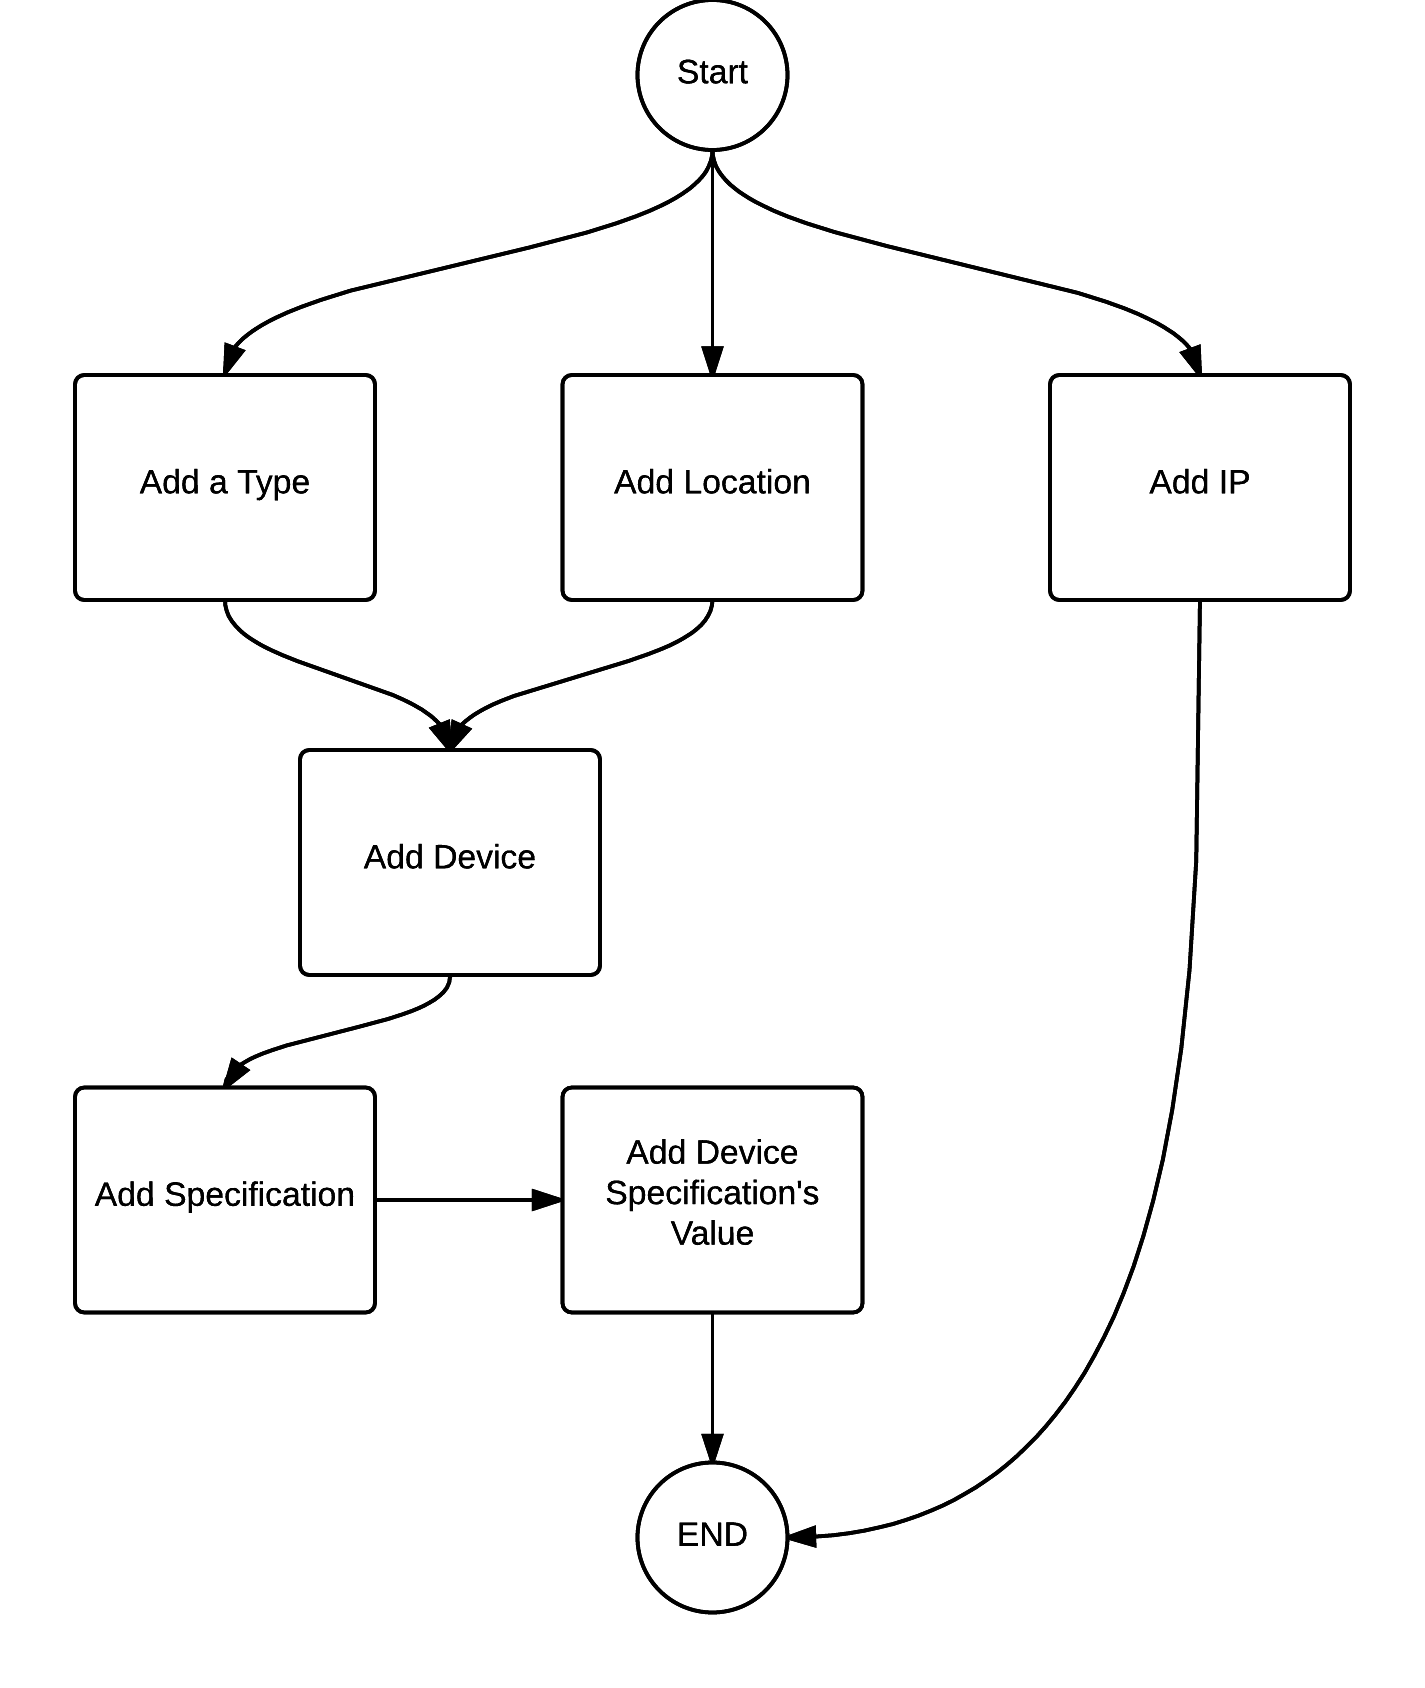 Start
Add a Type
Add Location
Add IP
Add Device
Add Specification
Add Device
Specification's
Value
END